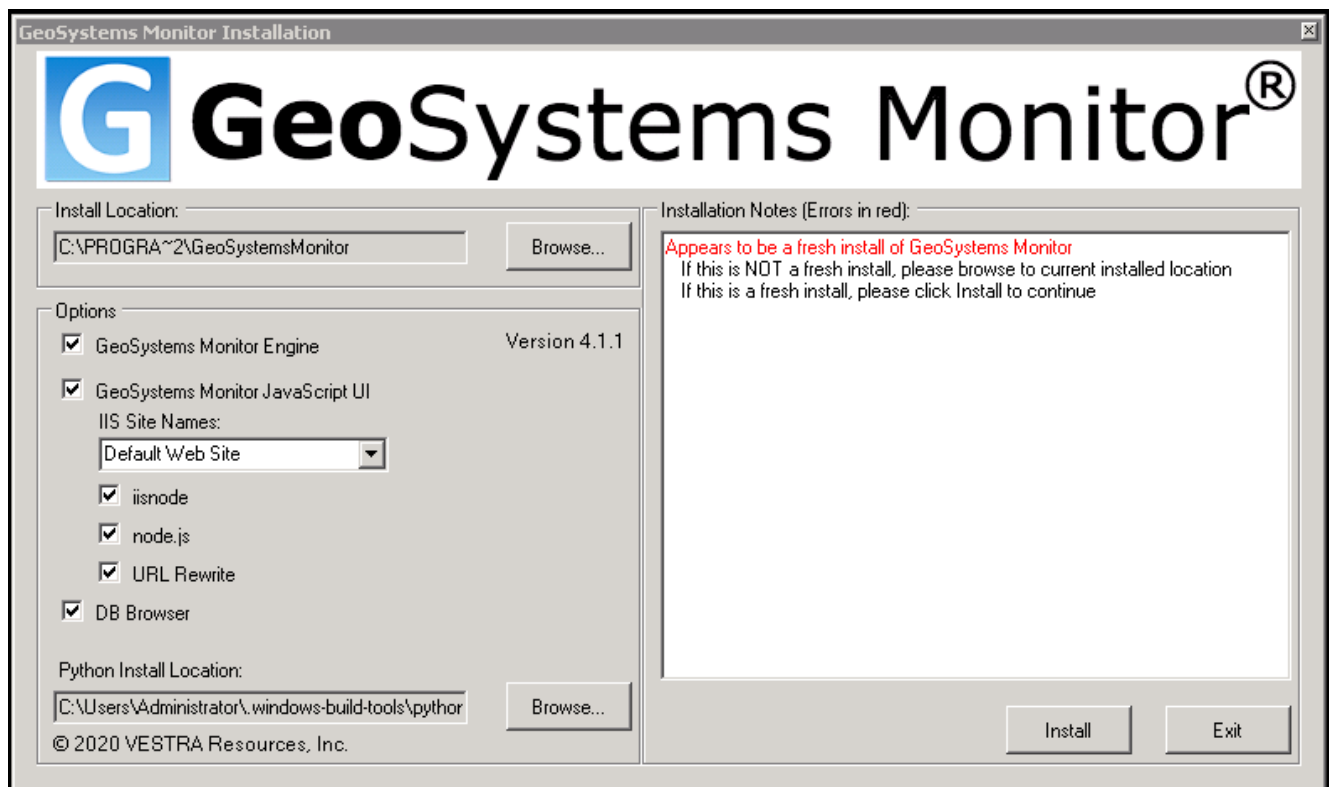 GeoSystems Monitor Installation
G GeoSystems Monitor®
Install Location:
C:\PROGRA~2\GeoSystemsMonitor
Browse...
Options
GeoSystems Monitor Engine
Version 4.1.1
GeoSystems Monitor JavaScript UI
IIS Site Names:
Default Web Site
iisnode
node.js
URL Rewrite
DB Browser
Python Install Location:
C:\Users\Administrator\.windows-build-tools\pythor
Browse...
© 2020 VESTRA Resources, Inc.
Installation Notes (Errors in red):
Appears to be a fresh install of GeoSystems Monitor
If this is NOT a fresh install, please browse to current installed location
If this is a fresh install, please click Install to continue
Install
Exit